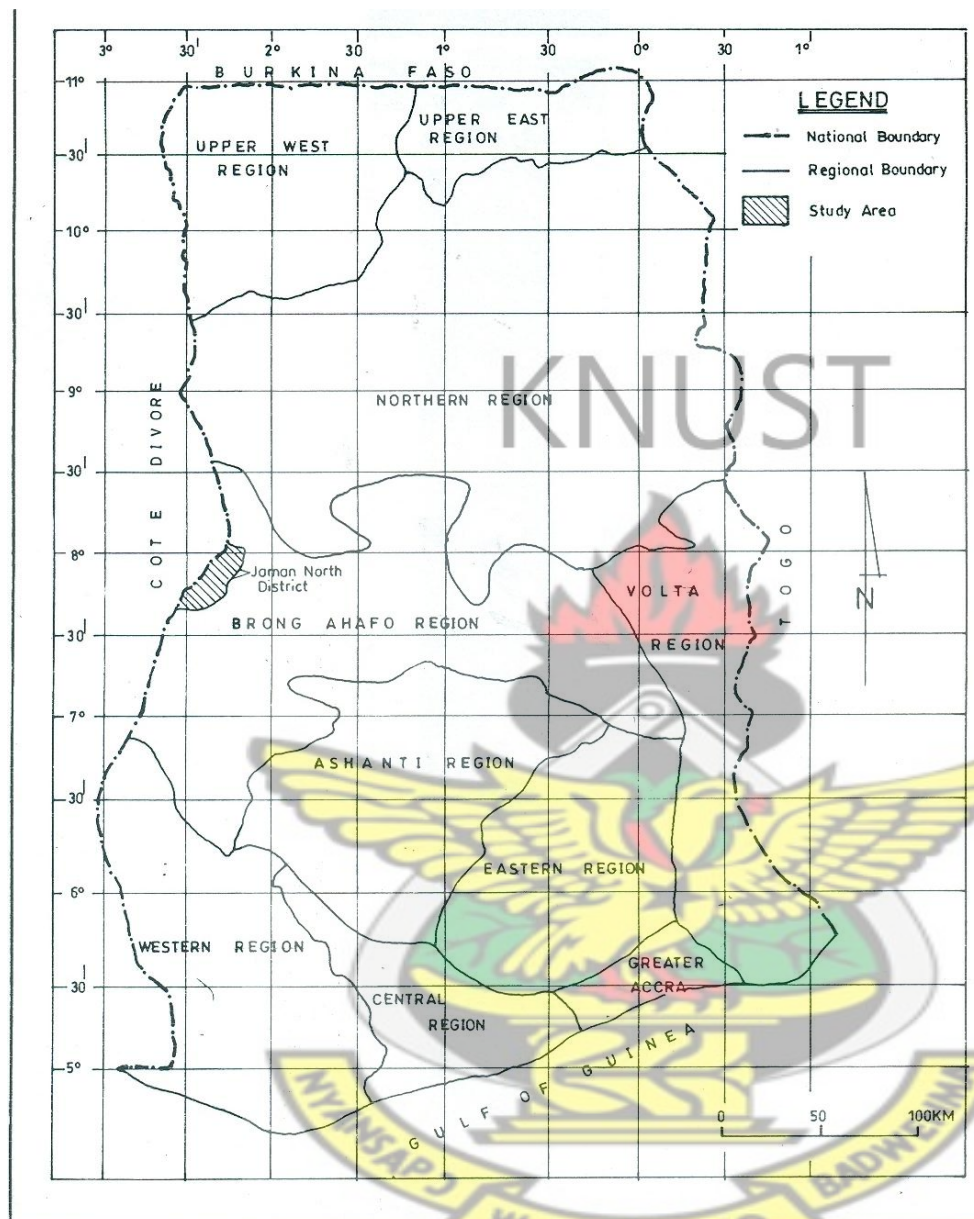 3° 30' 2° 30 1° 30 0° 30 1°
BURKINA FASO
11°
LEGEND
National Boundary
Regional Boundary
Study Area
UPPER EAST
REGION
UPPER WEST
REGION
30'
10°
30'
9°
COTE DIVORE
NORTHERN REGION
KNUST
30'
8°
Jaman North
District
TOGO
N
VOLTA
REGION
BRONG AHAFO REGION
30'
7°
ASHANTI REGION
30'
EASTERN REGION
6°
WESTERN REGION
GREATER
ACCRA
30'
CENTRAL
REGION
5°
GULF OF GUINEA
0 50 100KM
NYANSAPO
BADWENMA